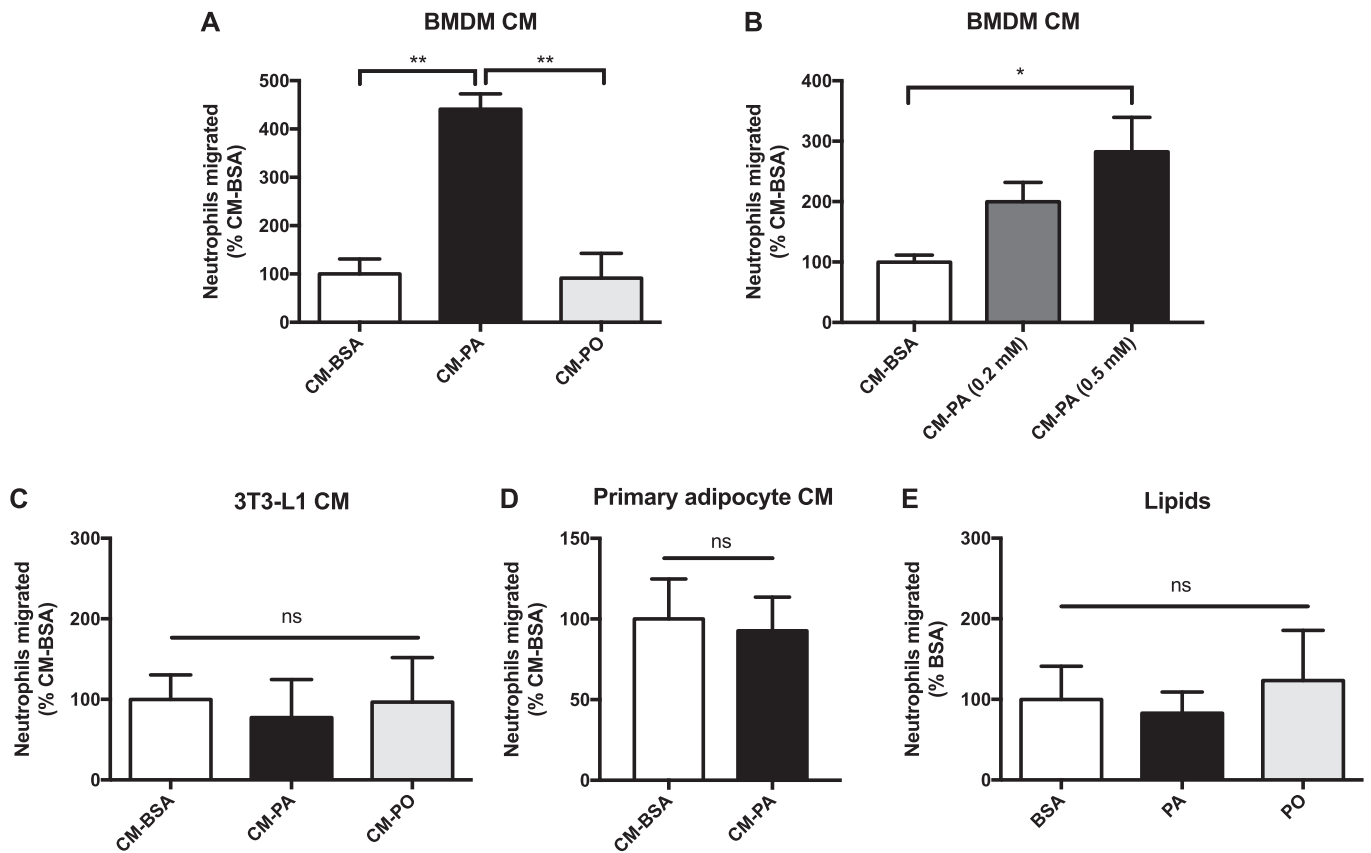 A
BMDM CM
Neutrophils migrated
(% CM-BSA)
500
400
300
200
100
0
**
**
CM-BSA
CM-PA
CM-PO
B
BMDM CM
Neutrophils migrated
(% CM-BSA)
400
300
200
100
0
*
CM-BSA
CM-PA (0.2 mM)
CM-PA (0.5 mM)
C
3T3-L1 CM
Neutrophils migrated
(% CM-BSA)
300
200
100
0
ns
CM-BSA
CM-PA
CM-PO
D
Primary adipocyte CM
Neutrophils migrated
(% CM-BSA)
150
100
50
0
ns
CM-BSA
CM-PA
E
Lipids
Neutrophils migrated
(% BSA)
300
200
100
0
ns
BSA
PA
PO